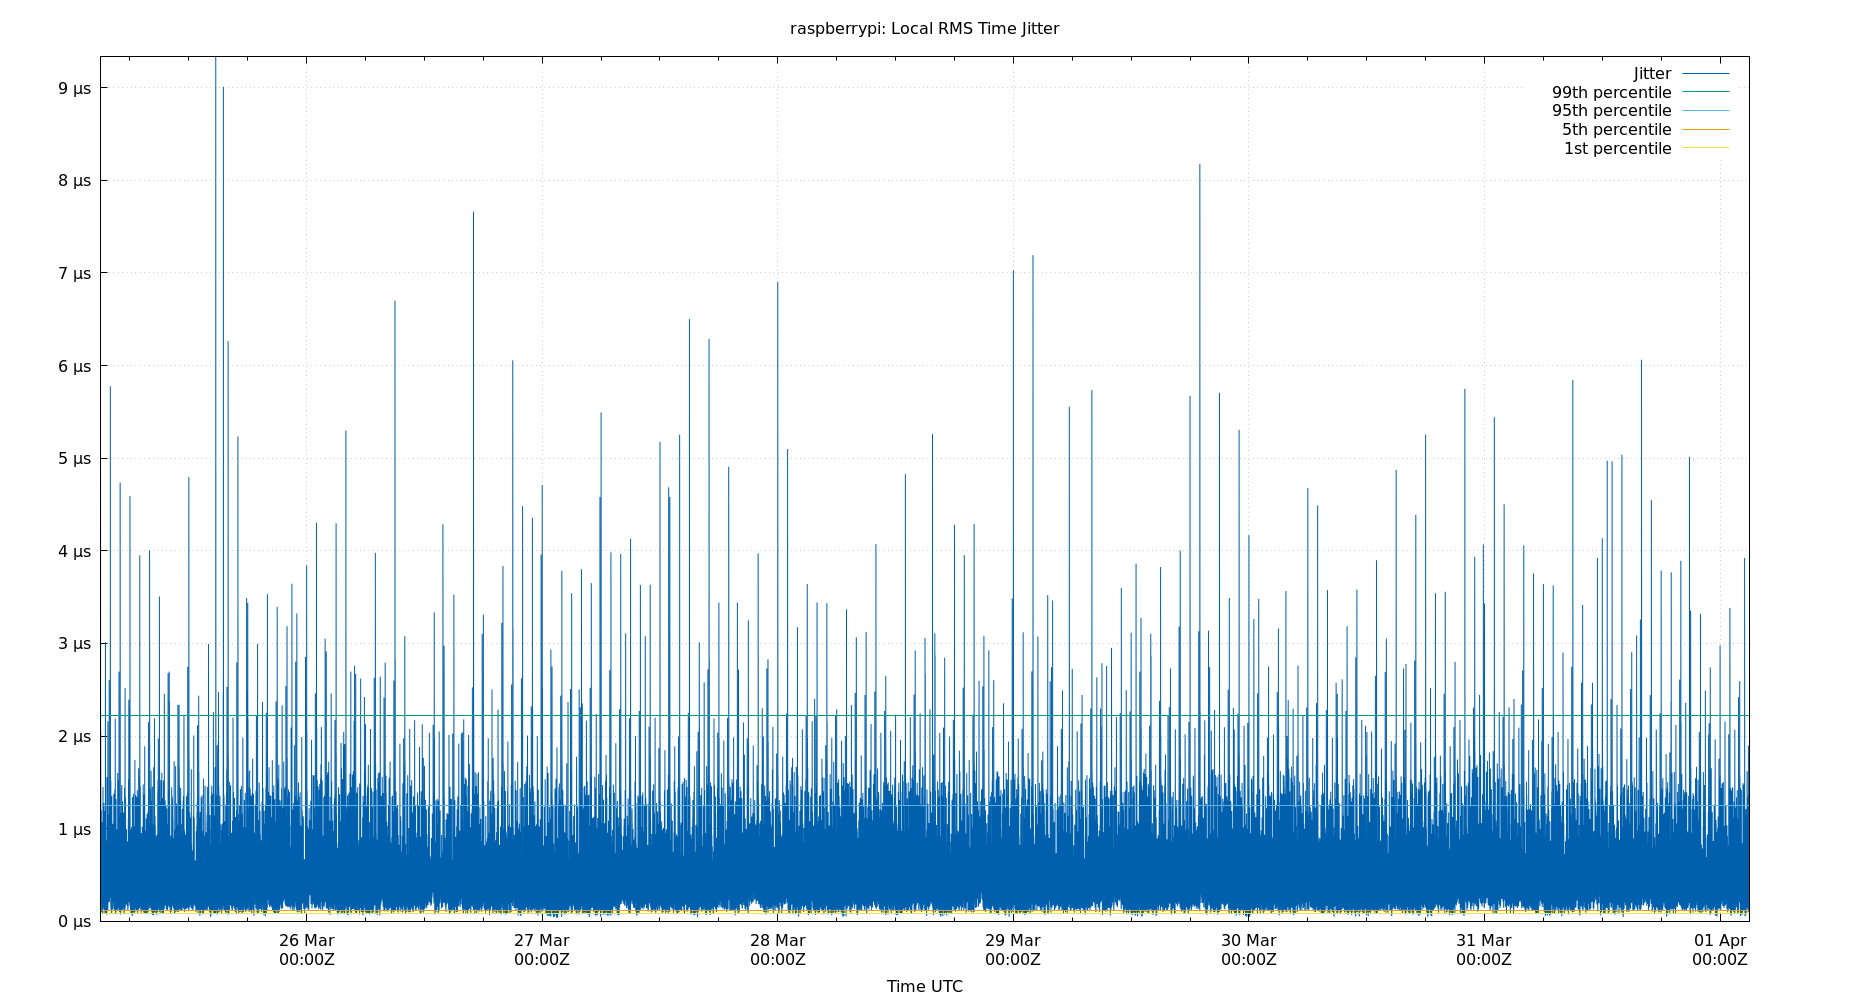 raspberrypi: Local RMS Time Jitter
Jitter
99th percentile
95th percentile
5th percentile
1st percentile
9 µs
8 µs
7 µs
6 µs
5 µs
4 µs
3 µs
2 µs
1 µs
0 µs
26 Mar 27 Mar 28 Mar 29 Mar 30 Mar 31 Mar 01 Apr
00:00Z 00:00Z 00:00Z 00:00Z 00:00Z 00:00Z 00:00Z
Time UTC